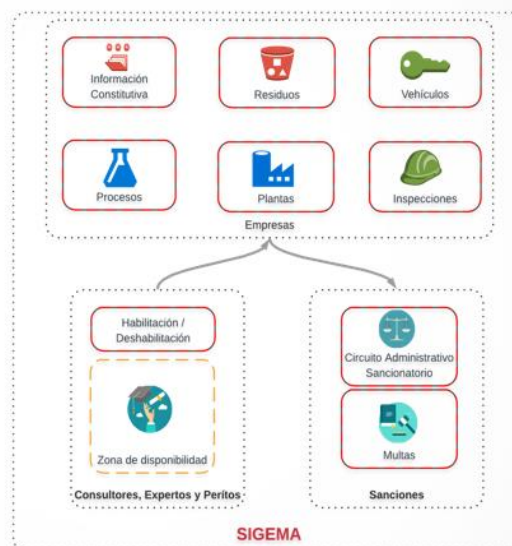 Información
Constitutiva
Residuos
Vehículos
Procesos
Plantas
Inspecciones
Empresas
Habilitación /
Deshabilitación
Zona de disponibilidad
Consultores, Expertos y Perítos
Circuito Administrativo
Sancionatorio
Multas
Sanciones
SIGEMA